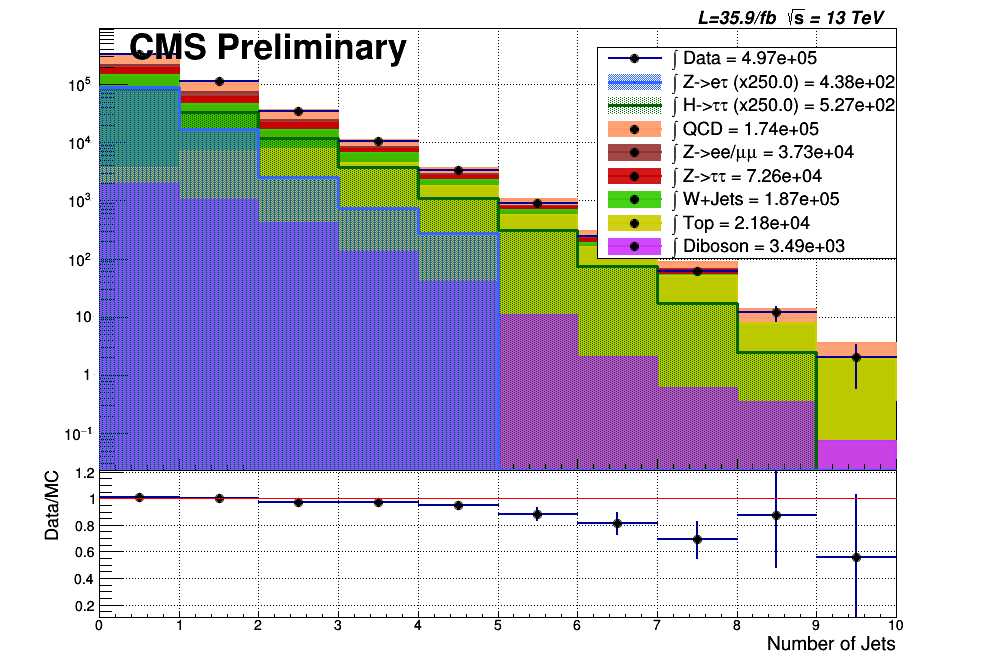 L=35.9/fb √s = 13 TeV
CMS Preliminary
∫ Data = 4.97e+05
∫ Z->eτ (x250.0) = 4.38e+02
∫ H->ττ (x250.0) = 5.27e+02
∫ QCD = 1.74e+05
∫ Z->ee/μμ = 3.73e+04
∫ Z->ττ = 7.26e+04
∫ W+Jets = 1.87e+05
∫ Top = 2.18e+04
∫ Diboson = 3.49e+03
10⁵
10⁴
10³
10²
10
1
10⁻¹
Data/MC
1.2
1
0.8
0.6
0.4
0.2
0 1 2 3 4 5 6 7 8 9 10
Number of Jets